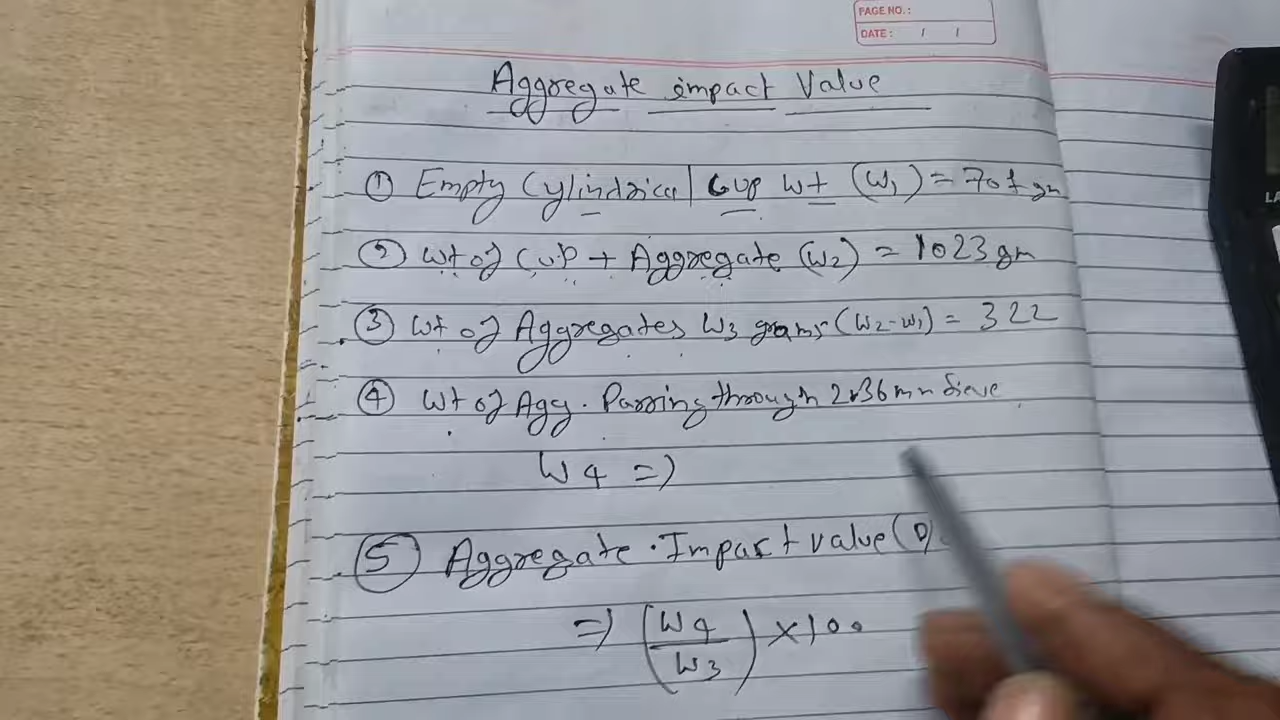 PAGE NO.:
DATE: / /
Aggregate impact Value
① Empty Cylindrical Cup wt (W₁) = 701 gm
② wt of Cup + Aggregate (W₂) = 1023 gm
③ wt of Aggregates W₃ grams (W₂-W₁) = 322
④ wt of Agg. Passing through 2.36mm Sieve
W4 =>
⑤ Aggregate Impact value (
=> (W4/W₃) × 100
LA